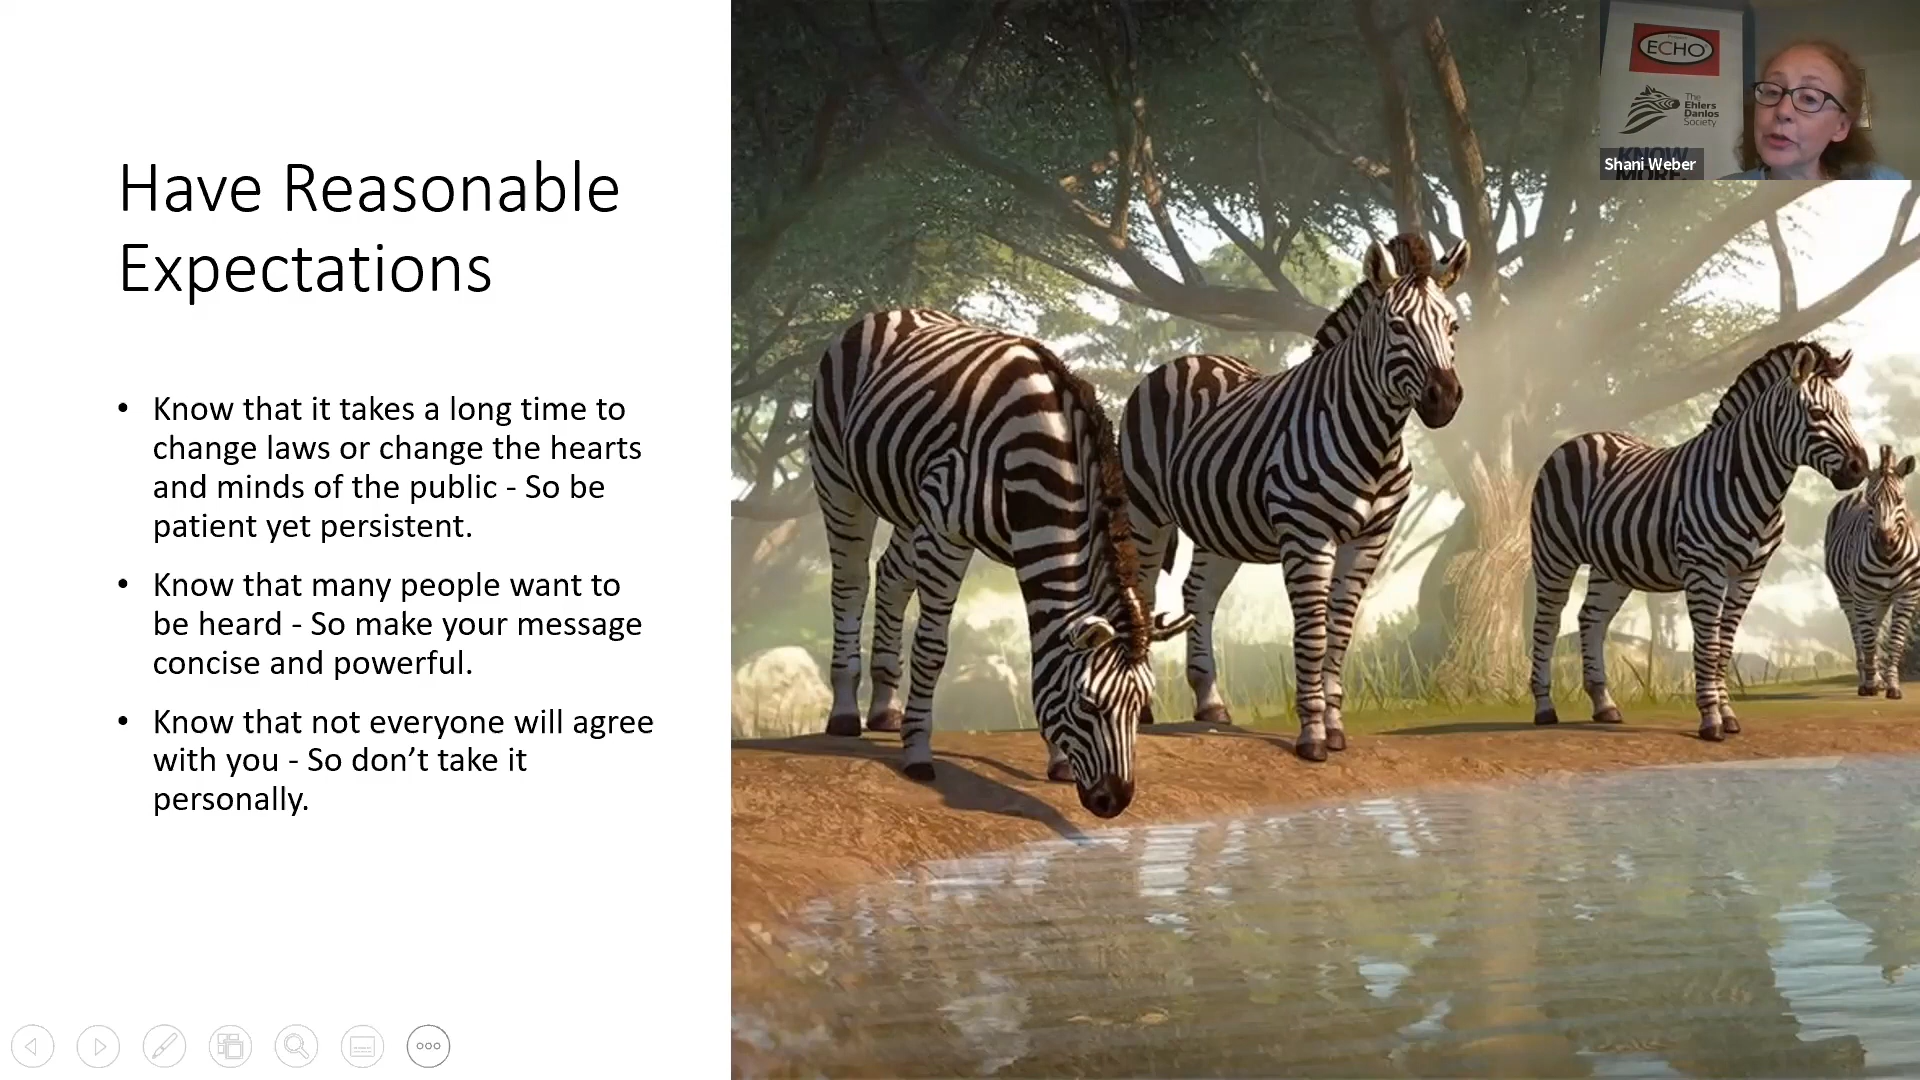 Have Reasonable
Expectations
• Know that it takes a long time to
change laws or change the hearts
and minds of the public - So be
patient yet persistent.
• Know that many people want to
be heard - So make your message
concise and powerful.
• Know that not everyone will agree
with you - So don’t take it
personally.
ECHO
The
Ehlers
Danlos
Society
KNOW
MORE.
Shani Weber